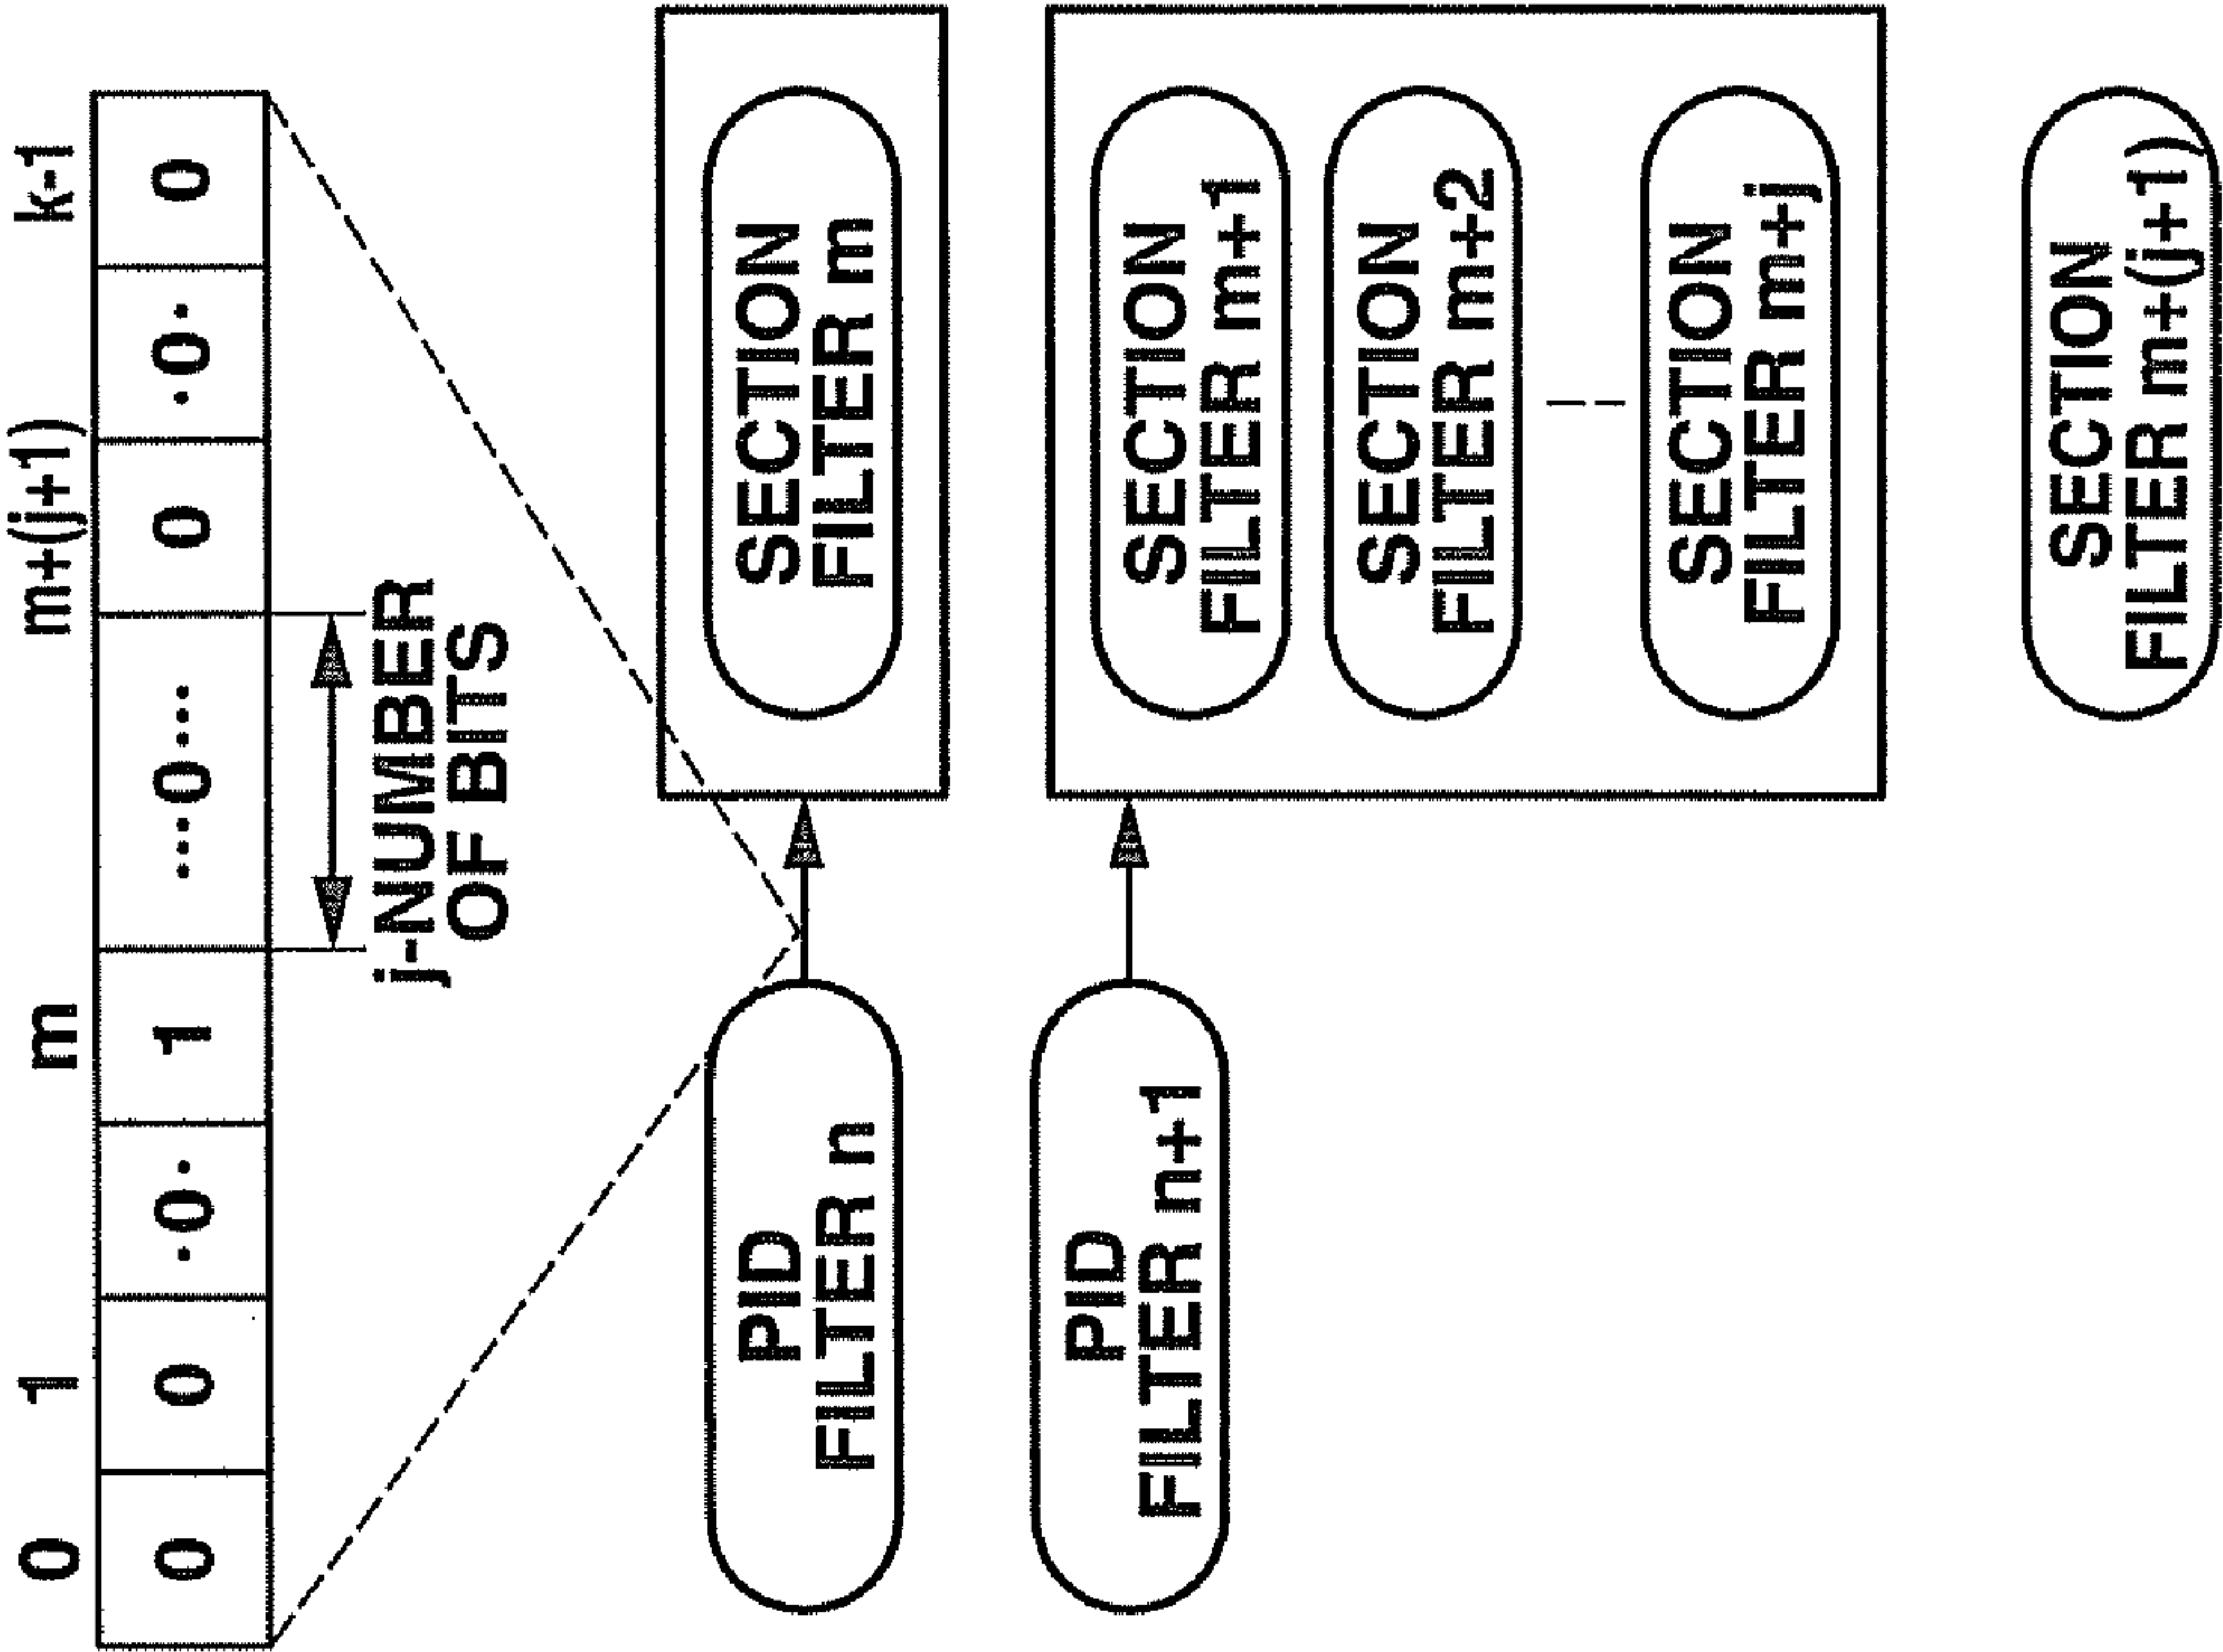 0 1 m m+(j+1) k-1
0 0 ·0· 1 ···0··· 0 ·0· 0
j-NUMBER
OF BITS
PID
FILTER n
SECTION
FILTER m
PID
FILTER n+1
SECTION
FILTER m+1
SECTION
FILTER m+2
SECTION
FILTER m+j
SECTION
FILTER m+(j+1)